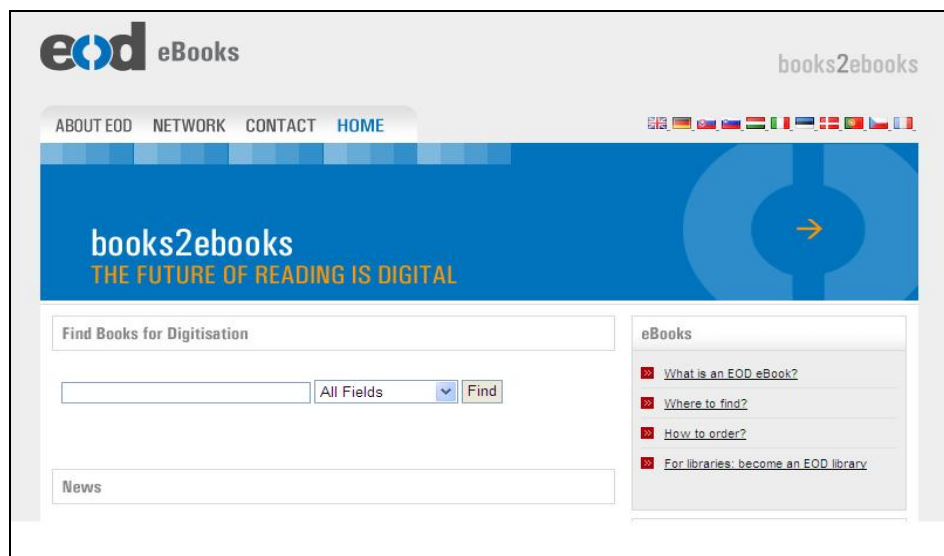 eod eBooks
books2ebooks
ABOUT EOD NETWORK CONTACT HOME
books2ebooks
THE FUTURE OF READING IS DIGITAL
Find Books for Digitisation
All Fields Find
News
eBooks
What is an EOD eBook?
Where to find?
How to order?
For libraries: become an EOD library